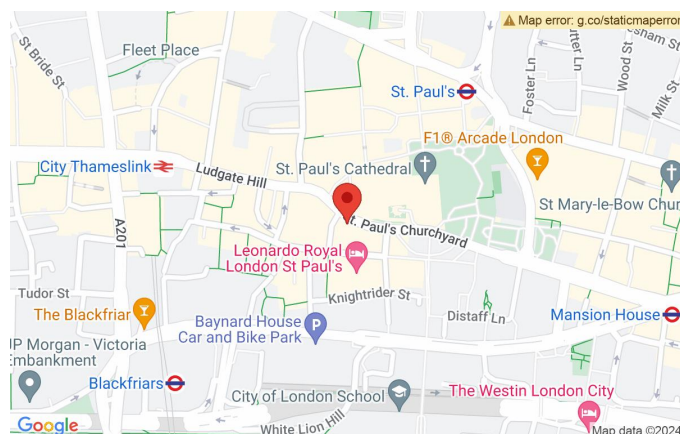 Map error: g.co/staticmaperror
St Bride St
Fleet Place
Foster Ln
Wood St
Milk St
St. Paul's
F1® Arcade London
City Thameslink
Ludgate Hill
St. Paul's Cathedral
St Mary-le-Bow Chur
St. Paul's Churchyard
A201
Leonardo Royal
London St Paul's
Tudor St
Knightrider St
The Blackfriar
Distaff Ln
Mansion House
Baynard House
Car and Bike Park
JP Morgan - Victoria
Embankment
Blackfriars
City of London School
The Westin London City
White Lion Hill
Google
Map data ©2024